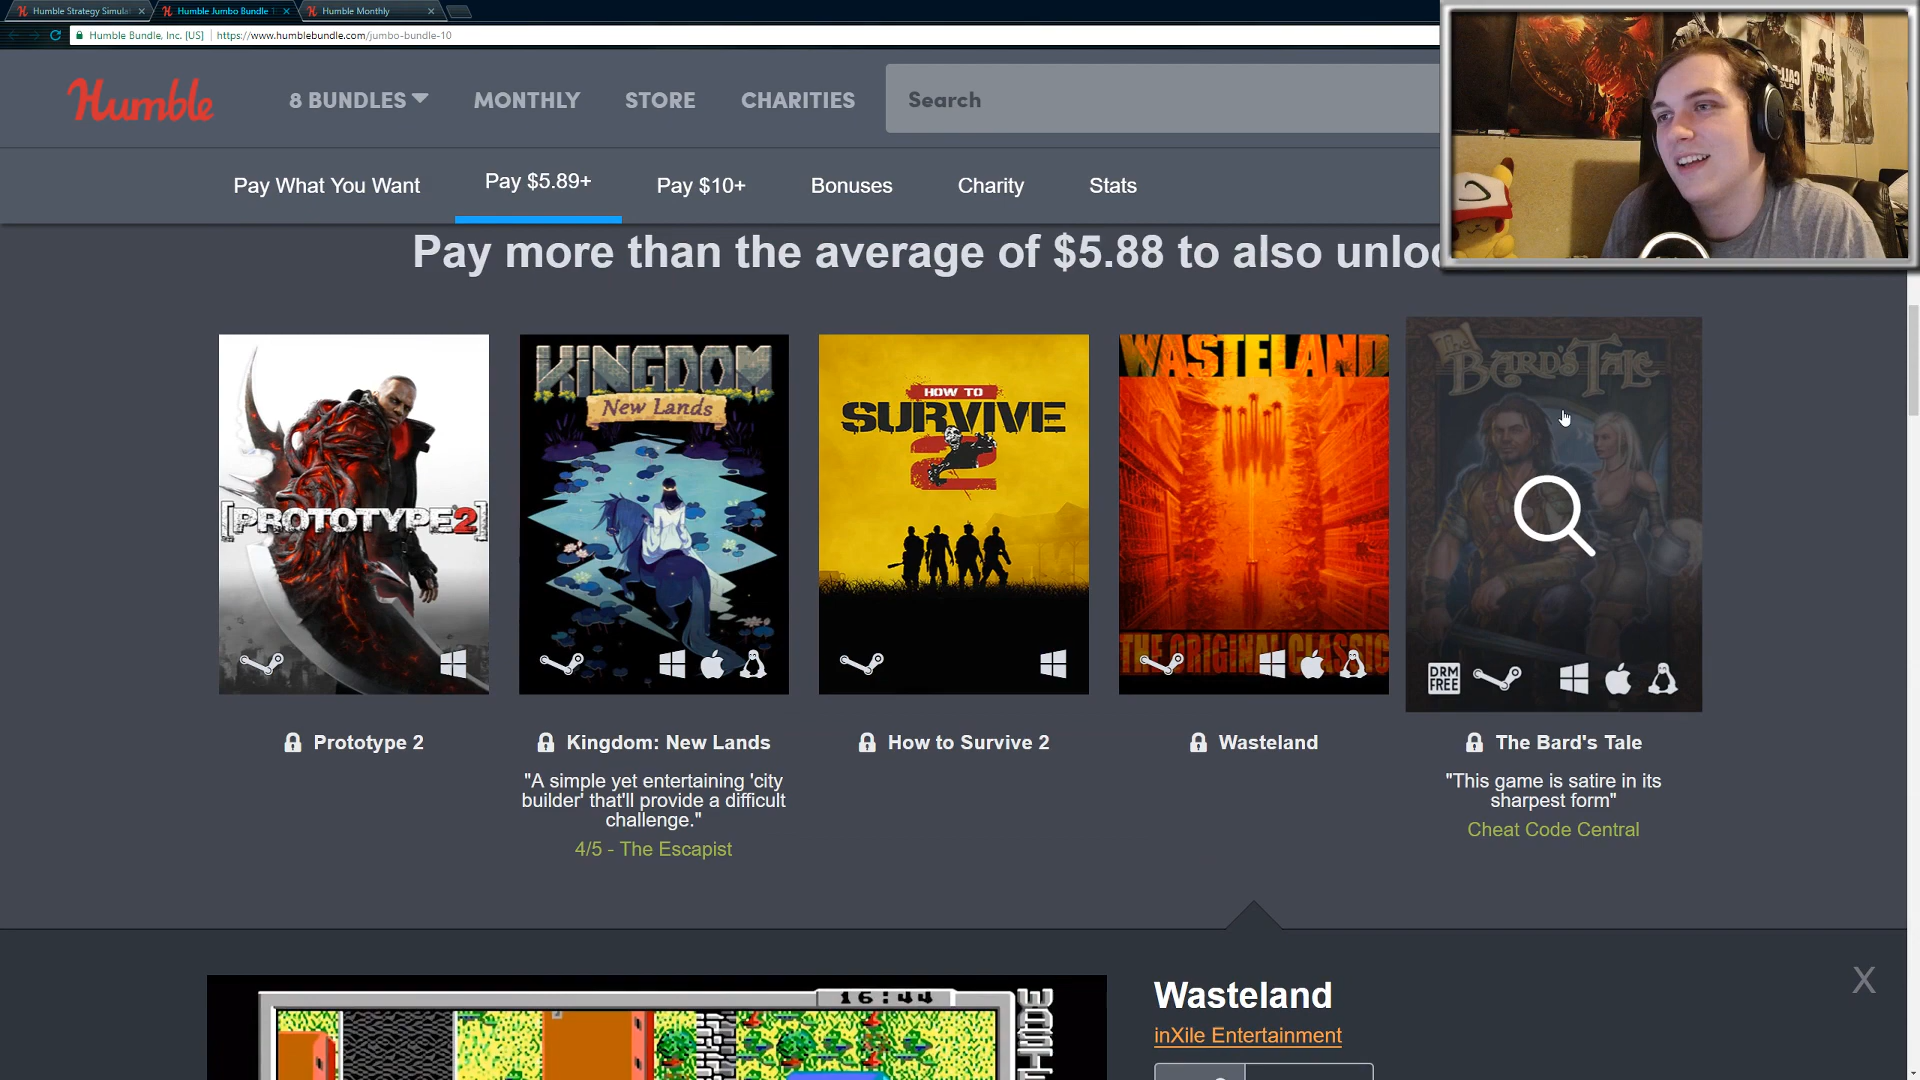 Humble Strategy Simula
Humble Jumbo Bundle
Humble Monthly
Humble Bundle, Inc. [US]
https://www.humblebundle.com/jumbo-bundle-10
Humble
8 BUNDLES
MONTHLY
STORE
CHARITIES
Search
Pay What You Want
Pay $5.89+
Pay $10+
Bonuses
Charity
Stats
Pay more than the average of $5.88 to also unloc
[PROTOTYPE2]
KINGDOM
New Lands
HOW TO
SURVIVE
2
WASTELAND
THE ORIGINAL CLASSIC
The
BARD'S TALE
DRM
FREE
Prototype 2
Kingdom: New Lands
How to Survive 2
Wasteland
The Bard's Tale
"A simple yet entertaining 'city
builder' that'll provide a difficult
challenge."
4/5 - The Escapist
"This game is satire in its
sharpest form"
Cheat Code Central
X
16:44
Wasteland
inXile Entertainment